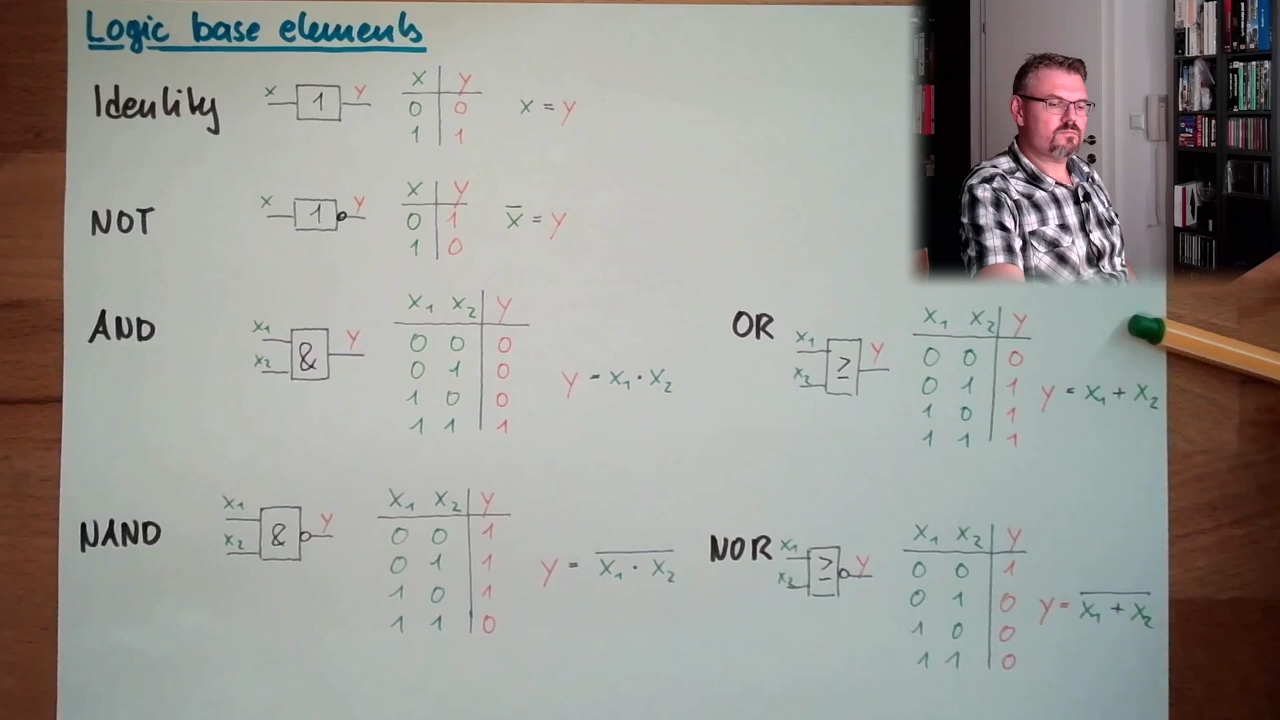 Logic base elements
Identity
x 1 y
x y
0 0
1 1
x = y
NOT
x 1 y
x y
0 1
1 0
x̅ = y
AND
x₁ x₂ & y
x₁ x₂ y
0 0 0
0 1 0
1 0 0
1 1 1
y = x₁ · x₂
OR
x₁ x₂ ≥ y
x₁ x₂ y
0 0 0
0 1 1
1 0 1
1 1 1
y = x₁ + x₂
NAND
x₁ x₂ & y
x₁ x₂ y
0 0 1
0 1 1
1 0 1
1 1 0
y = x̅₁̅ ̅·̅ ̅x̅₂̅
NOR
x₁ x₂ ≥ y
x₁ x₂ y
0 0 1
0 1 0
1 0 0
1 1 0
y = x̅₁̅ ̅+̅ ̅x̅₂̅